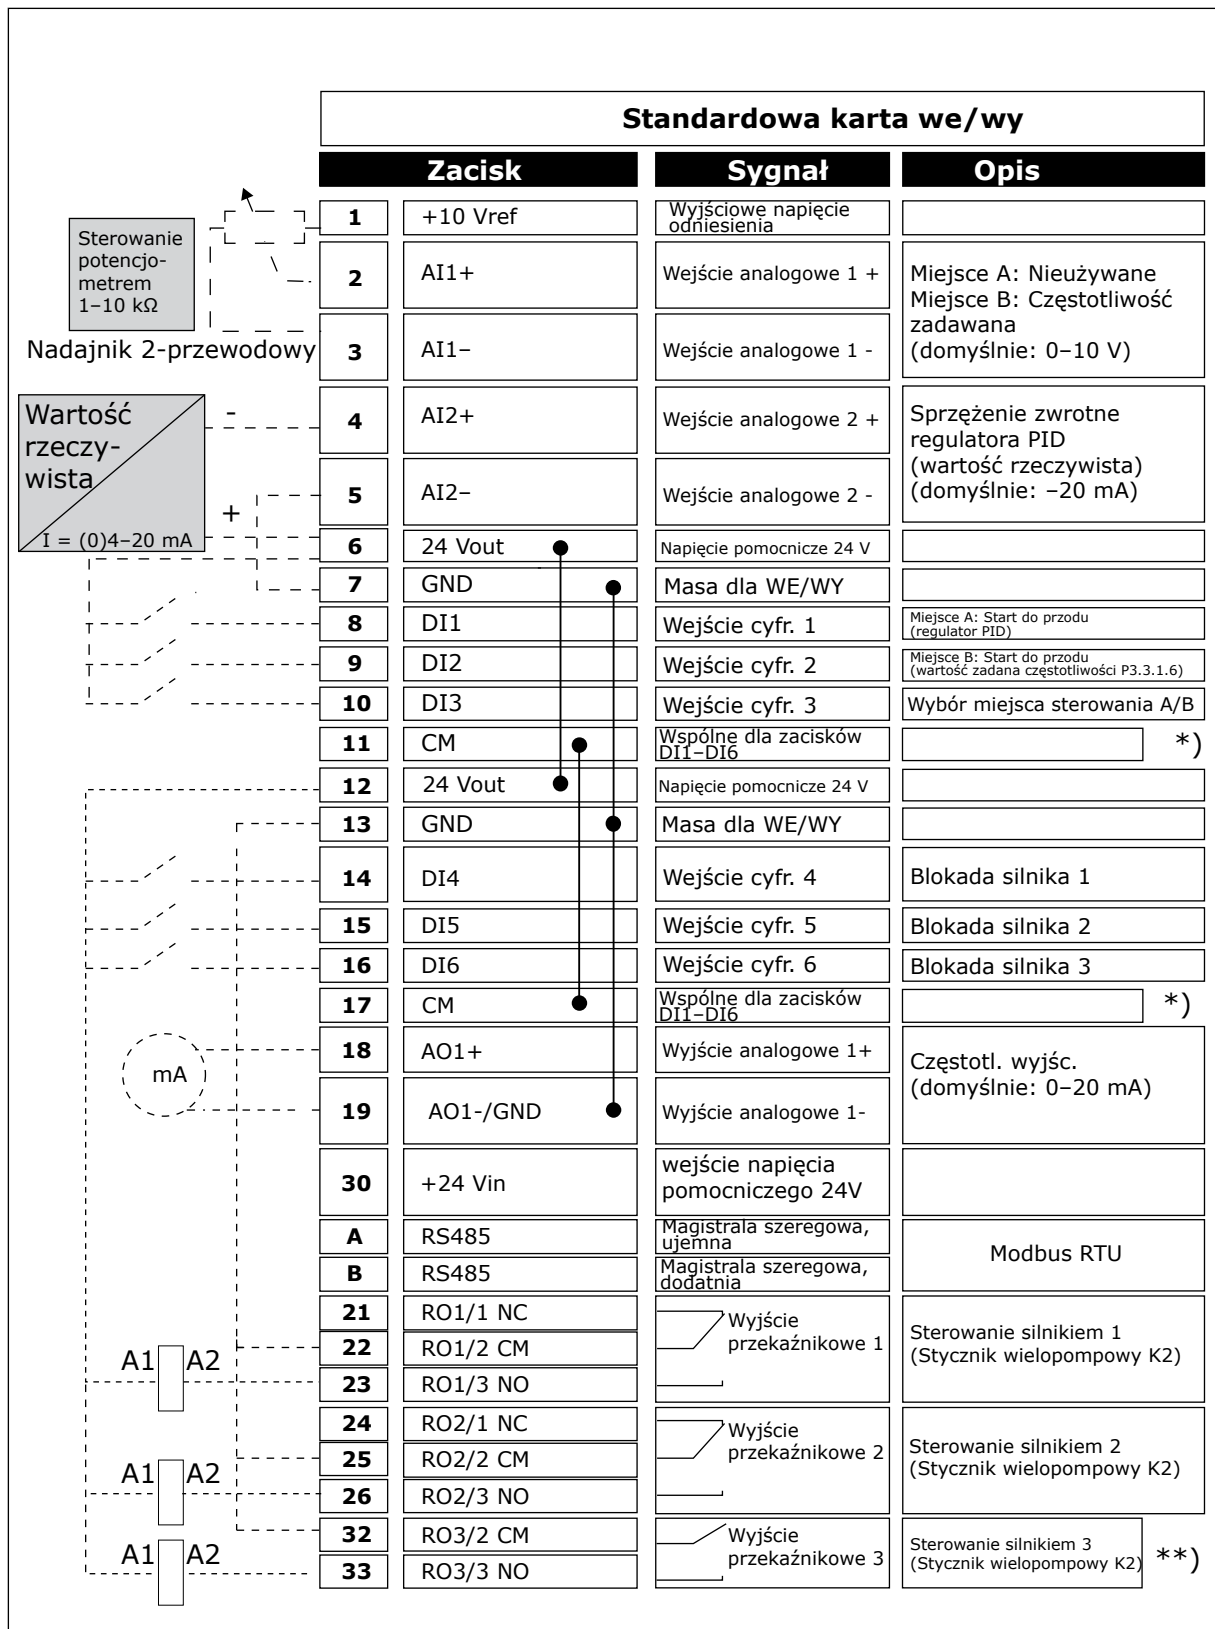 Standardowa karta we/wy
Zacisk Sygnał Opis
Sterowanie
potencjo-
metrem
1–10 kΩ
Nadajnik 2-przewodowy
Wartość
rzeczy-
wista
I = (0)4–20 mA
-
+
1 +10 Vref Wyjściowe napięcie
odniesienia
2 AI1+ Wejście analogowe 1 +
3 AI1– Wejście analogowe 1 -
Miejsce A: Nieużywane
Miejsce B: Częstotliwość
zadawana
(domyślnie: 0–10 V)
4 AI2+ Wejście analogowe 2 +
5 AI2– Wejście analogowe 2 -
Sprzężenie zwrotne
regulatora PID
(wartość rzeczywista)
(domyślnie: –20 mA)
6 24 Vout Napięcie pomocnicze 24 V
7 GND Masa dla WE/WY
8 DI1 Wejście cyfr. 1
Miejsce A: Start do przodu
(regulator PID)
9 DI2 Wejście cyfr. 2
Miejsce B: Start do przodu
(wartość zadana częstotliwości P3.3.1.6)
10 DI3 Wejście cyfr. 3 Wybór miejsca sterowania A/B
11 CM Wspólne dla zacisków
DI1–DI6
*)
12 24 Vout Napięcie pomocnicze 24 V
13 GND Masa dla WE/WY
14 DI4 Wejście cyfr. 4 Blokada silnika 1
15 DI5 Wejście cyfr. 5 Blokada silnika 2
16 DI6 Wejście cyfr. 6 Blokada silnika 3
17 CM Wspólne dla zacisków
DI1–DI6
*)
mA
18 AO1+ Wyjście analogowe 1+
19 AO1-/GND Wyjście analogowe 1-
Częstotl. wyjśc.
(domyślnie: 0–20 mA)
30 +24 Vin wejście napięcia
pomocniczego 24V
A RS485 Magistrala szeregowa,
ujemna
B RS485 Magistrala szeregowa,
dodatnia
Modbus RTU
21 RO1/1 NC
22 RO1/2 CM
23 RO1/3 NO
A1 A2
Wyjście
przekaźnikowe 1
Sterowanie silnikiem 1
(Stycznik wielopompowy K2)
24 RO2/1 NC
25 RO2/2 CM
26 RO2/3 NO
A1 A2
Wyjście
przekaźnikowe 2
Sterowanie silnikiem 2
(Stycznik wielopompowy K2)
32 RO3/2 CM
33 RO3/3 NO
A1 A2
Wyjście
przekaźnikowe 3
Sterowanie silnikiem 3
(Stycznik wielopompowy K2)
**)